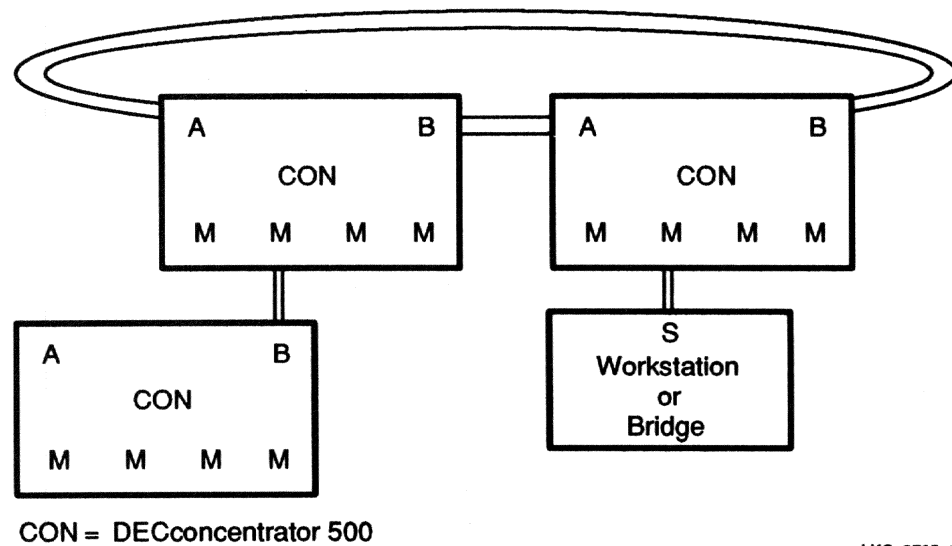 A B A B
CON CON
M M M M M M M M
A B S
CON Workstation
or
Bridge
M M M M
CON = DECconcentrator 500